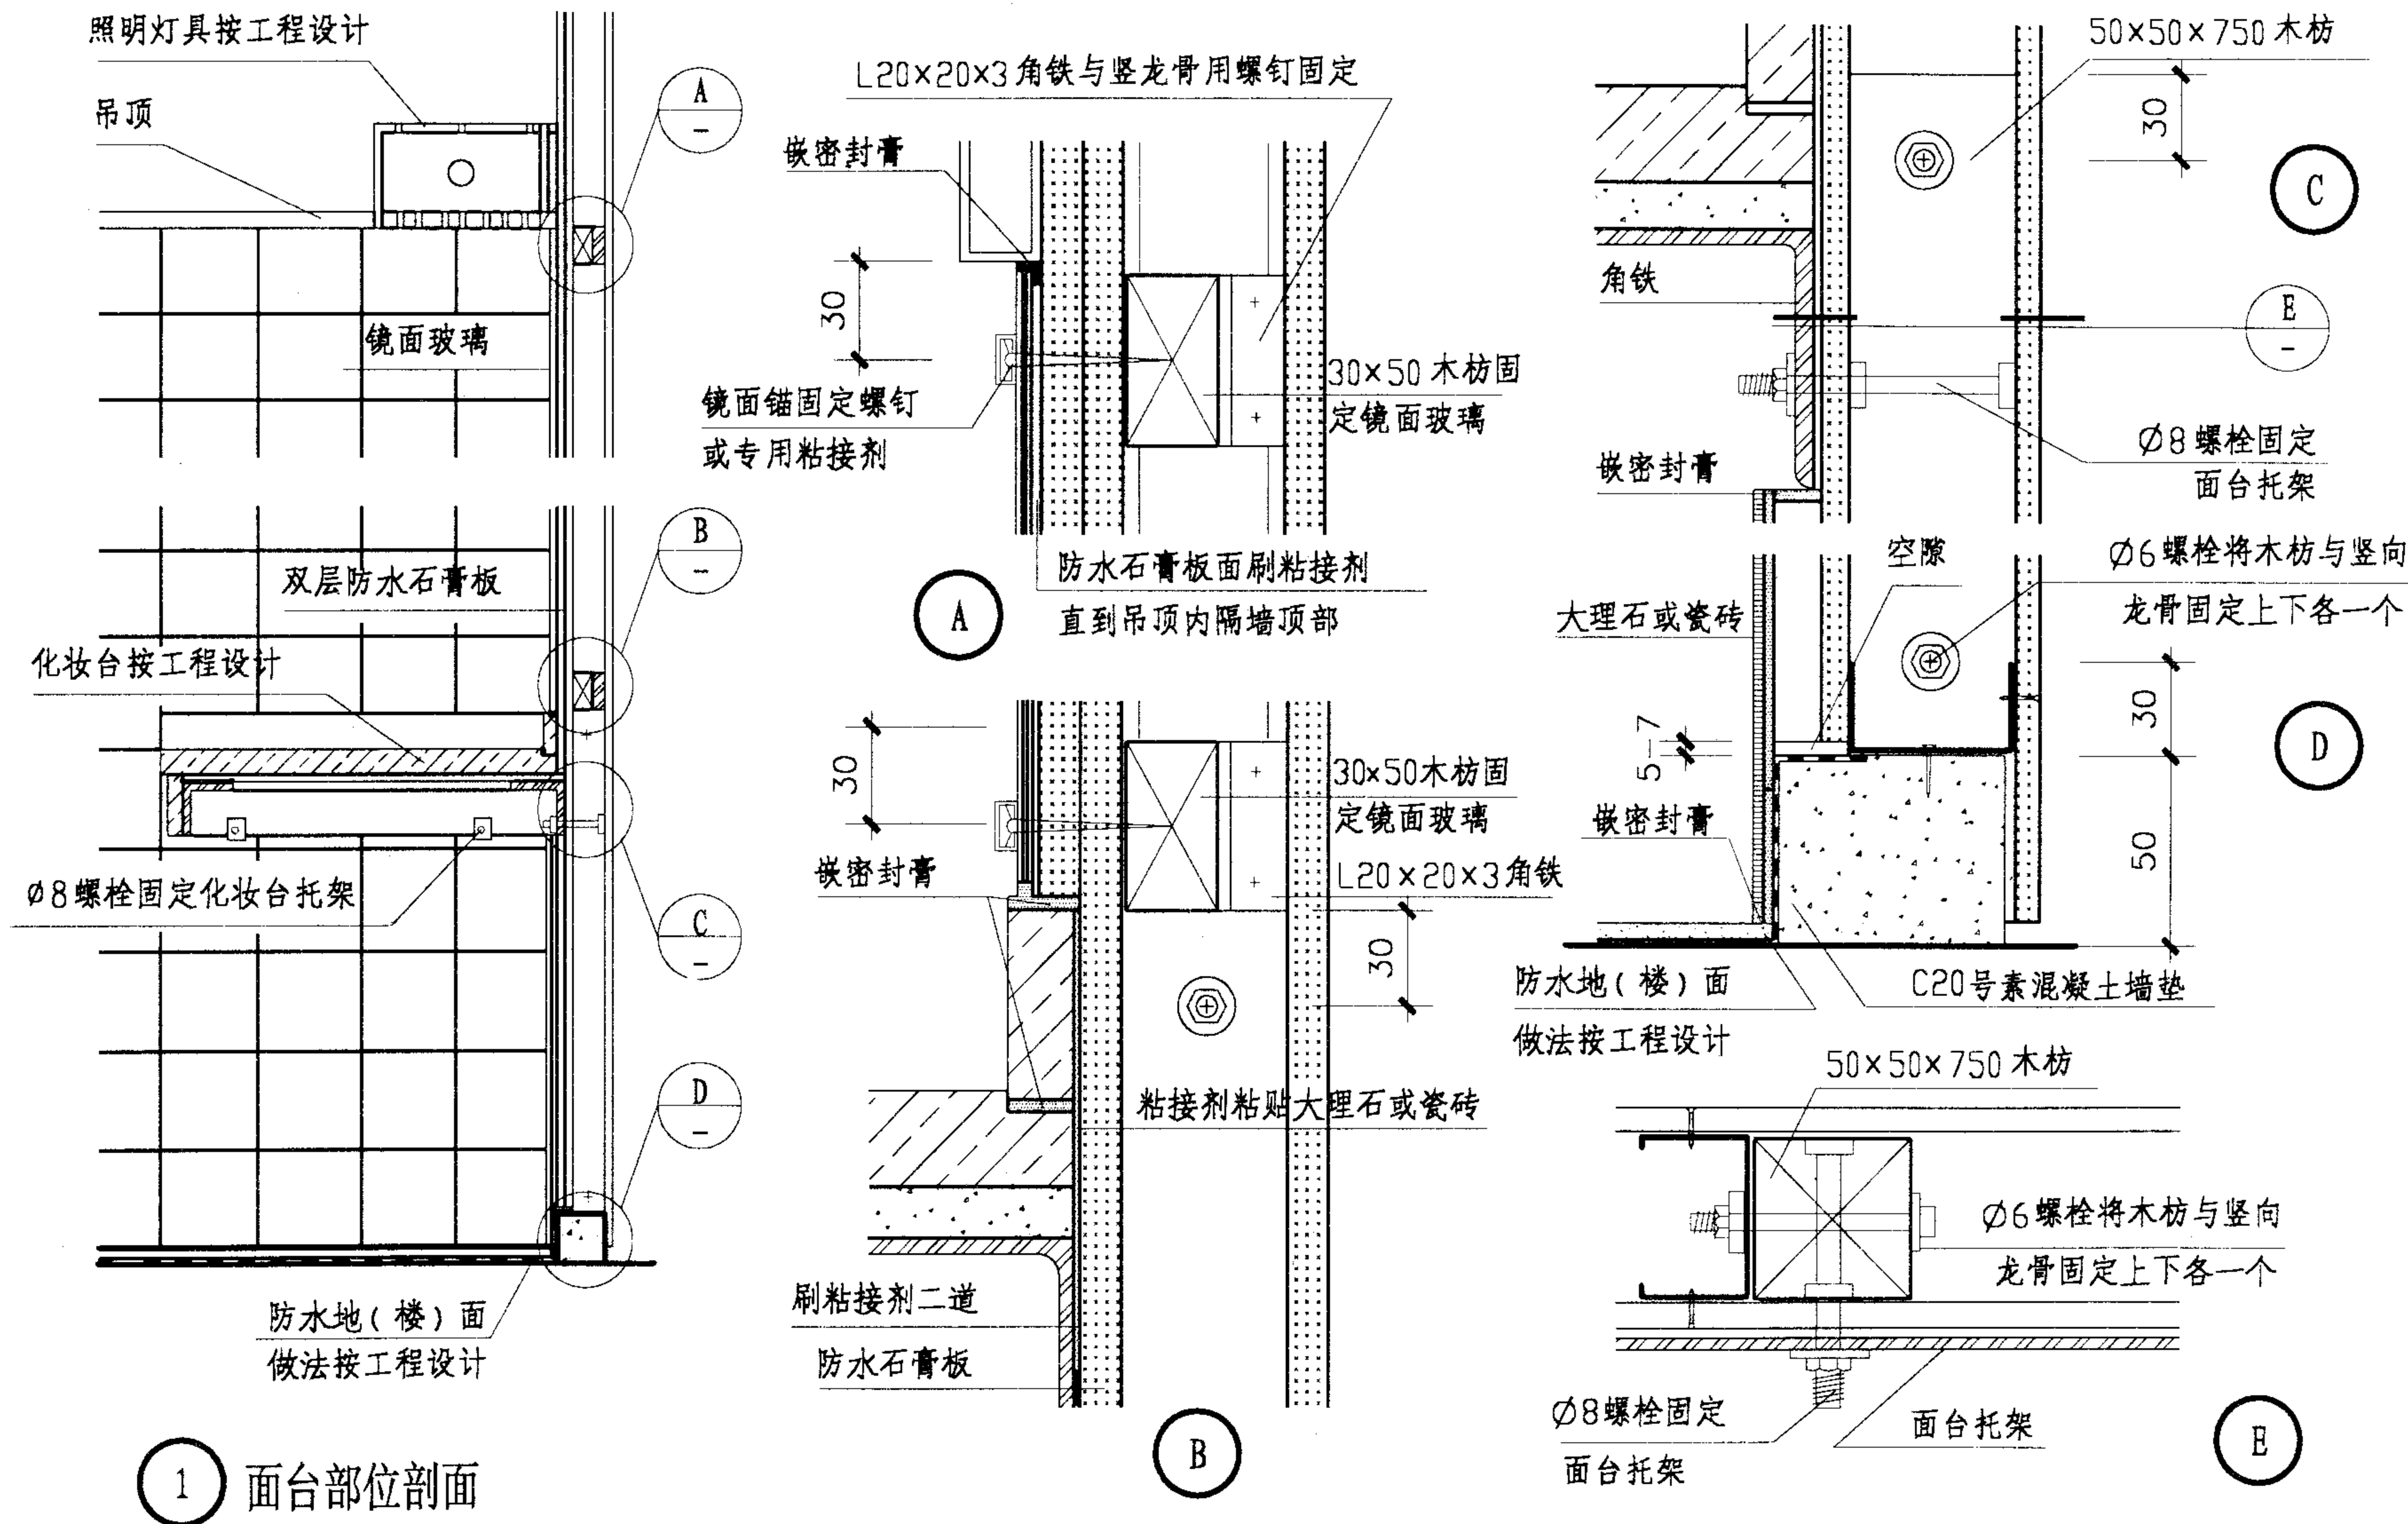 照明灯具按工程设计
吊顶
镜面玻璃
双层防水石膏板
化妆台按工程设计
Ø8螺栓固定化妆台托架
防水地(楼)面
做法按工程设计
A
-
B
-
C
-
D
-
1 面台部位剖面
L20×20×3角铁与竖龙骨用螺钉固定
嵌密封膏
30
镜面锚固定螺钉
或专用粘接剂
30×50木枋固
定镜面玻璃
防水石膏板面刷粘接剂
直到吊顶内隔墙顶部
A
30
30×50木枋固
定镜面玻璃
嵌密封膏
L20×20×3角铁
30
粘接剂粘贴大理石或瓷砖
刷粘接剂二道
防水石膏板
B
50×50×750木枋
30
C
角铁
E
-
Ø8螺栓固定
面台托架
嵌密封膏
空隙
Ø6螺栓将木枋与竖向
龙骨固定上下各一个
大理石或瓷砖
5-7
30
50
D
嵌密封膏
防水地(楼)面
做法按工程设计
C20号素混凝土墙垫
50×50×750木枋
Ø6螺栓将木枋与竖向
龙骨固定上下各一个
Ø8螺栓固定
面台托架
面台托架
E